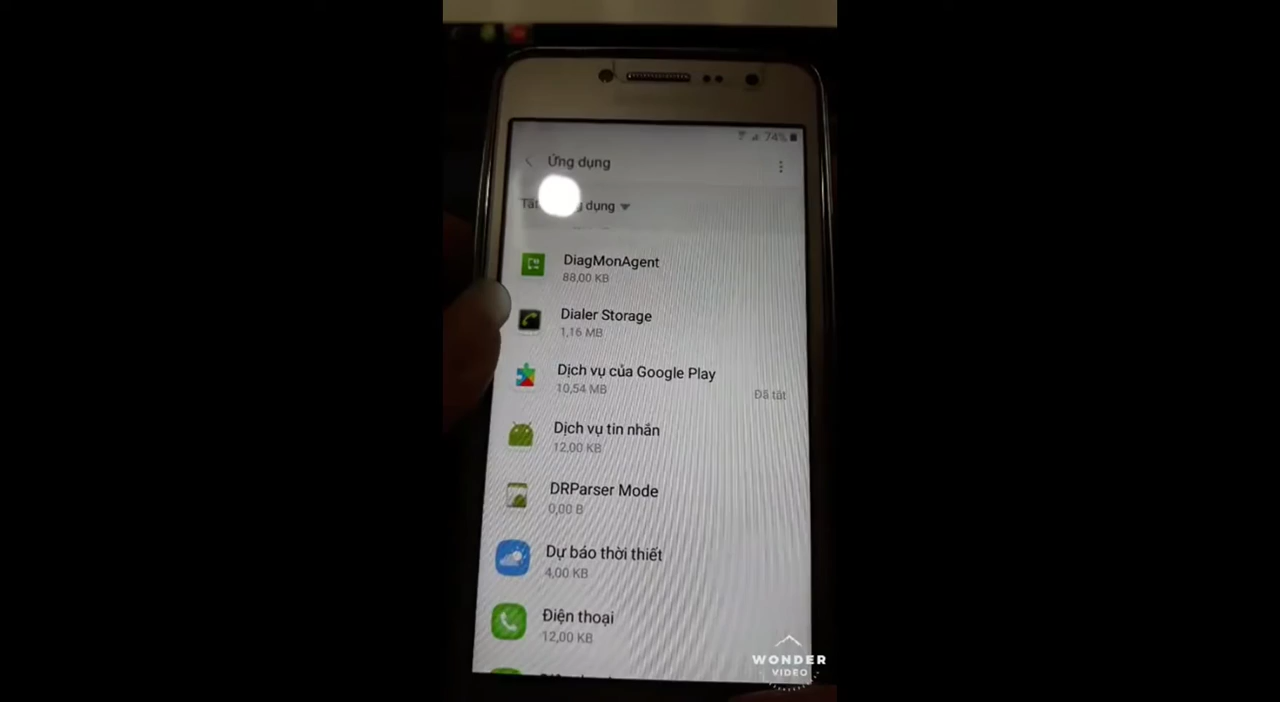 74%
Ứng dụng
dụng
DiagMonAgent
88,00 KB
Dialer Storage
1,16 MB
Dịch vụ của Google Play
10,54 MB
Đã tắt
Dịch vụ tin nhắn
12,00 KB
DRParser Mode
0,00 B
Dự báo thời thiết
4,00 KB
Điện thoại
12,00 KB
WONDER
VIDEO